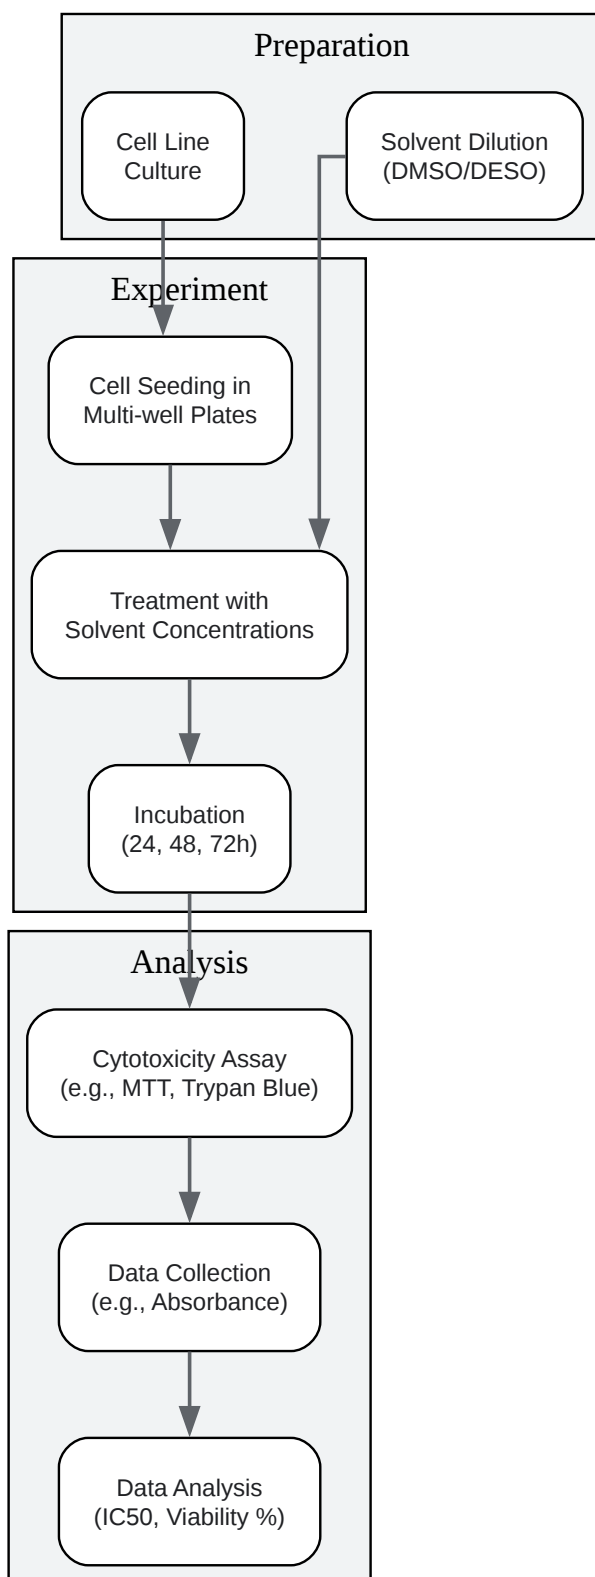 Preparation
Cell Line
Culture
Solvent Dilution
(DMSO/DESO)
Experiment
Cell Seeding in
Multi-well Plates
Treatment with
Solvent Concentrations
Incubation
(24, 48, 72h)
Analysis
Cytotoxicity Assay
(e.g., MTT, Trypan Blue)
Data Collection
(e.g., Absorbance)
Data Analysis
(IC50, Viability %)